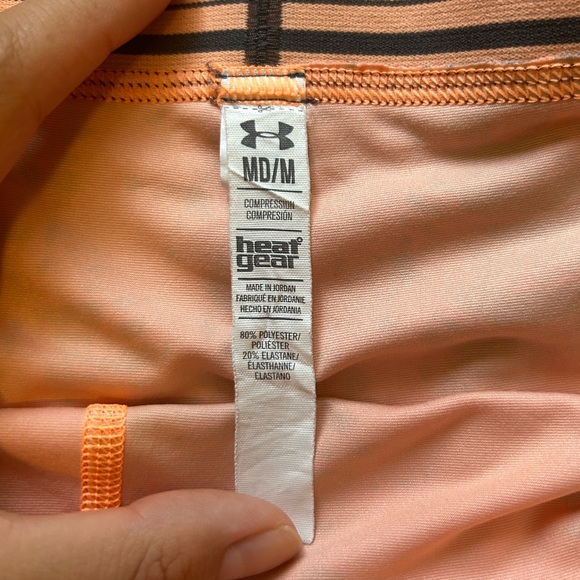 MD/M
COMPRESSION
COMPRESIÓN
heat
gear
MADE IN JORDAN
FABRIQUÉ EN JORDANIE
HECHO EN JORDANIA
80% POLYESTER/
POLIÉSTER
20% ELASTANE/
ÉLASTHANNE/
ELASTANO